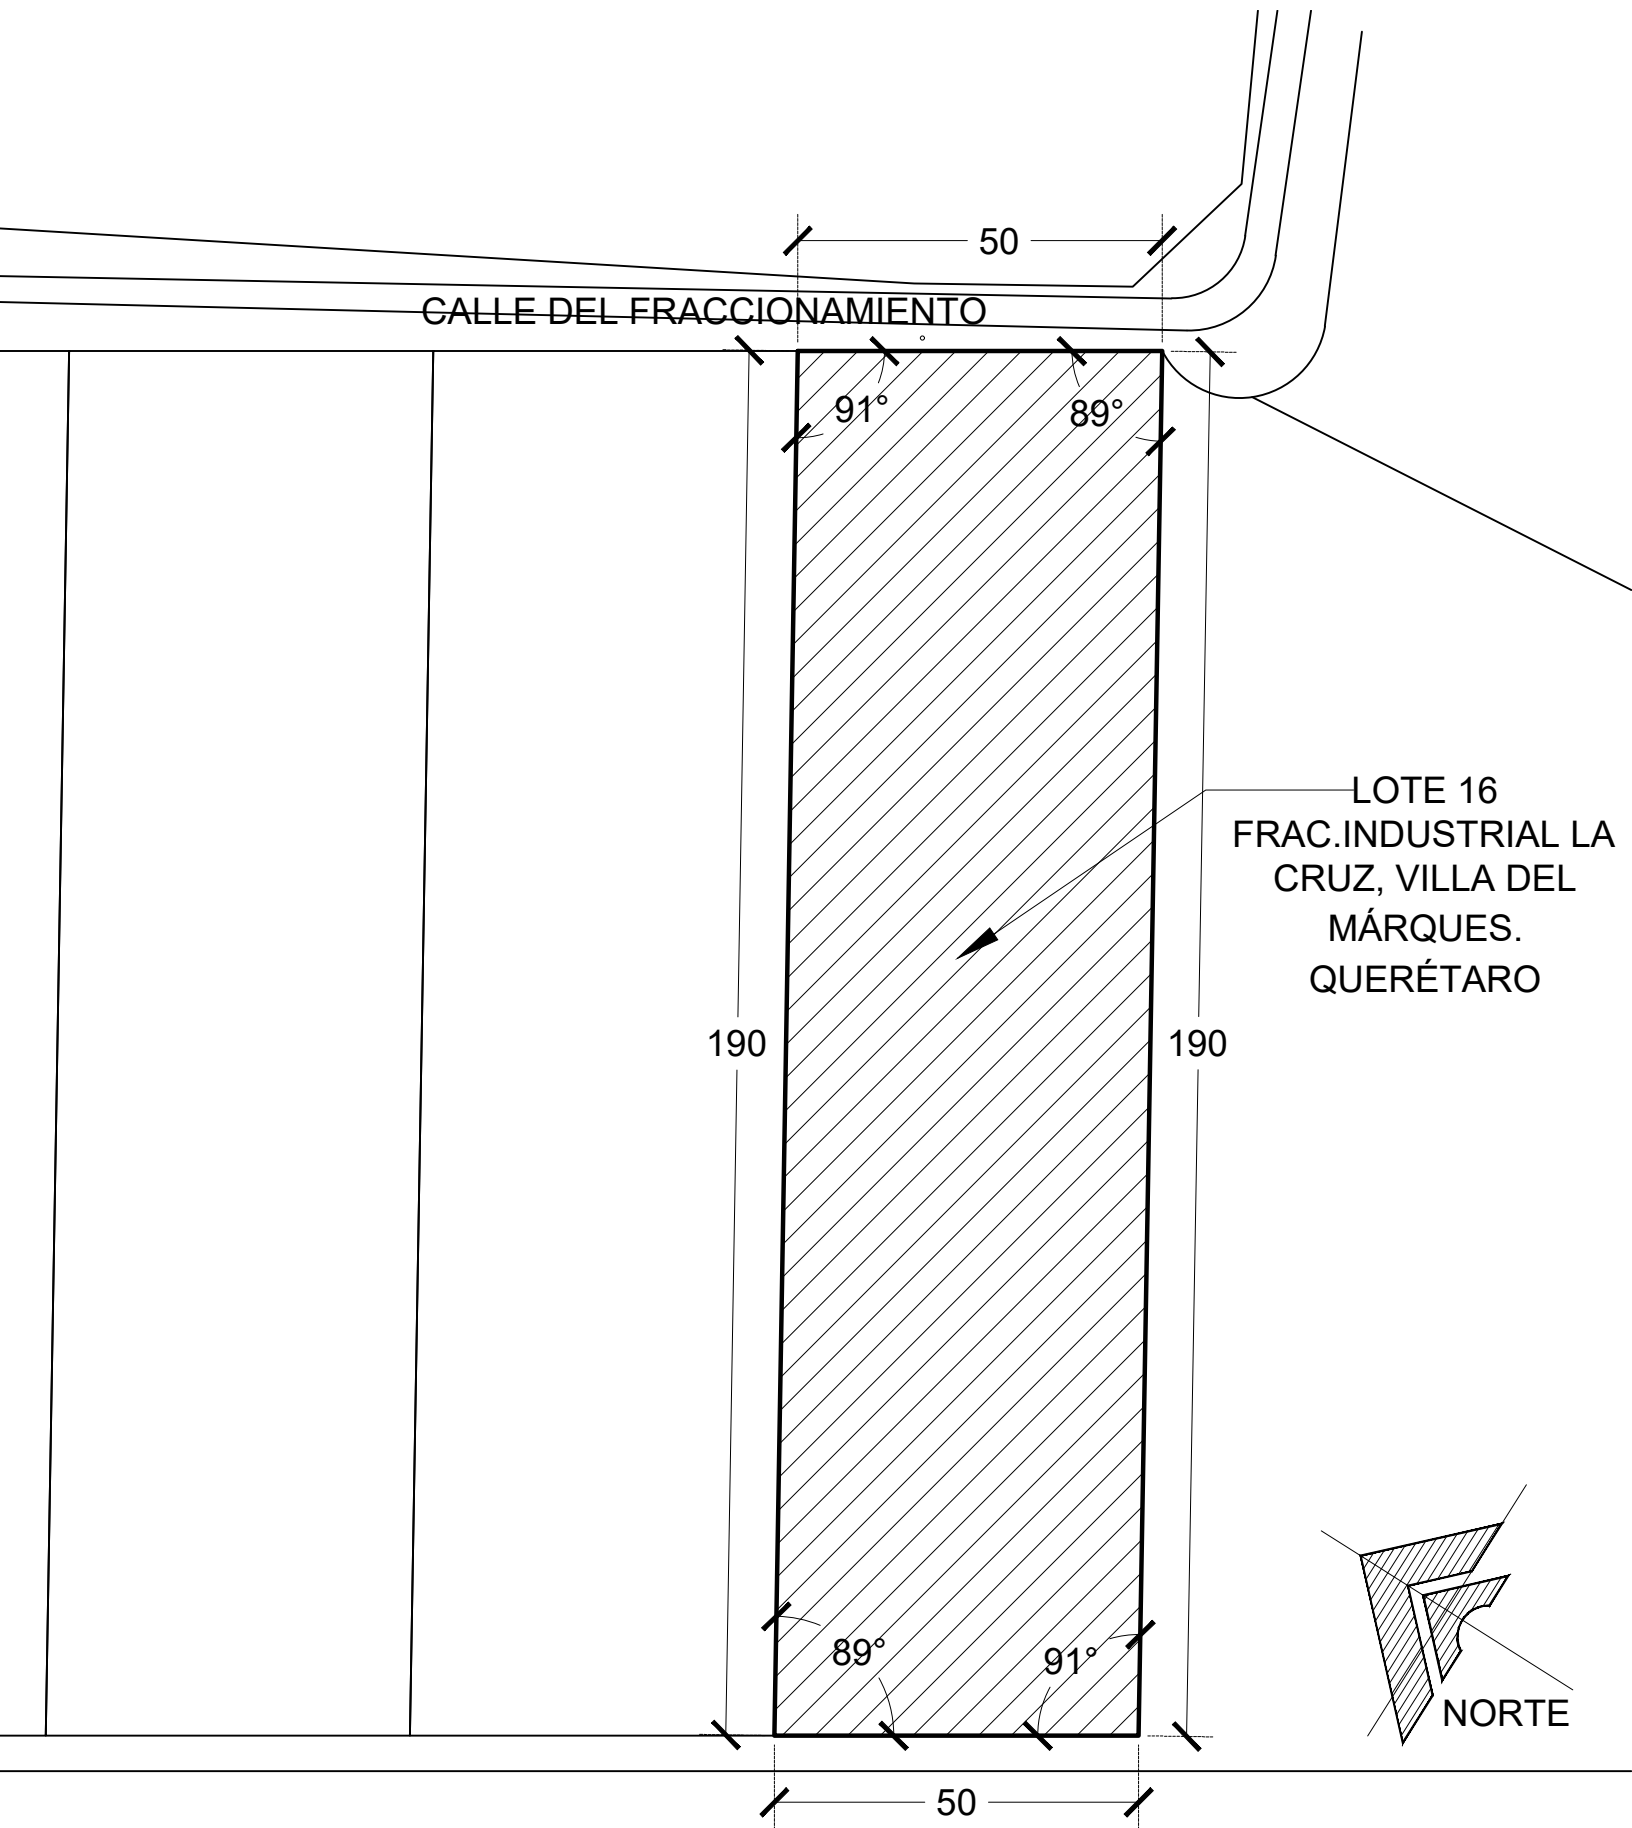 50
CALLE DEL FRACCIONAMIENTO
91°
89°
LOTE 16
FRAC.INDUSTRIAL LA
CRUZ, VILLA DEL
MÁRQUES.
QUERÉTARO
190
190
89°
91°
NORTE
50